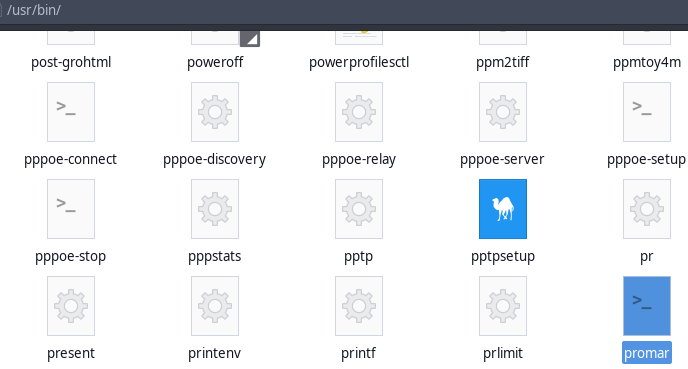 /usr/bin/
post-grohtml poweroff powerprofilesctl ppm2tiff ppmtoy4m
>_ >_
pppoe-connect pppoe-discovery pppoe-relay pppoe-server pppoe-setup
>_
pppoe-stop pppstats pptp pptpsetup pr
>_
present printenv printf prlimit promar